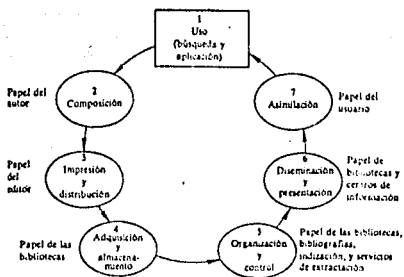 1
Uso
(búsqueda y
aplicación)
Papel del
autor
2
Composición
Papel
del
editor
3
Impresión
y
distribución
Papel de las
bibliotecas
4
Adquisición
y
almacena-
miento
5
Organización
y
control
Papel de las bibliotecas,
bibliografías,
indización, y servicios
de extractación
6
Diseminación
y
presentación
Papel de
bibliotecas y
centros de
información
7
Asimilación
Papel del
usuario